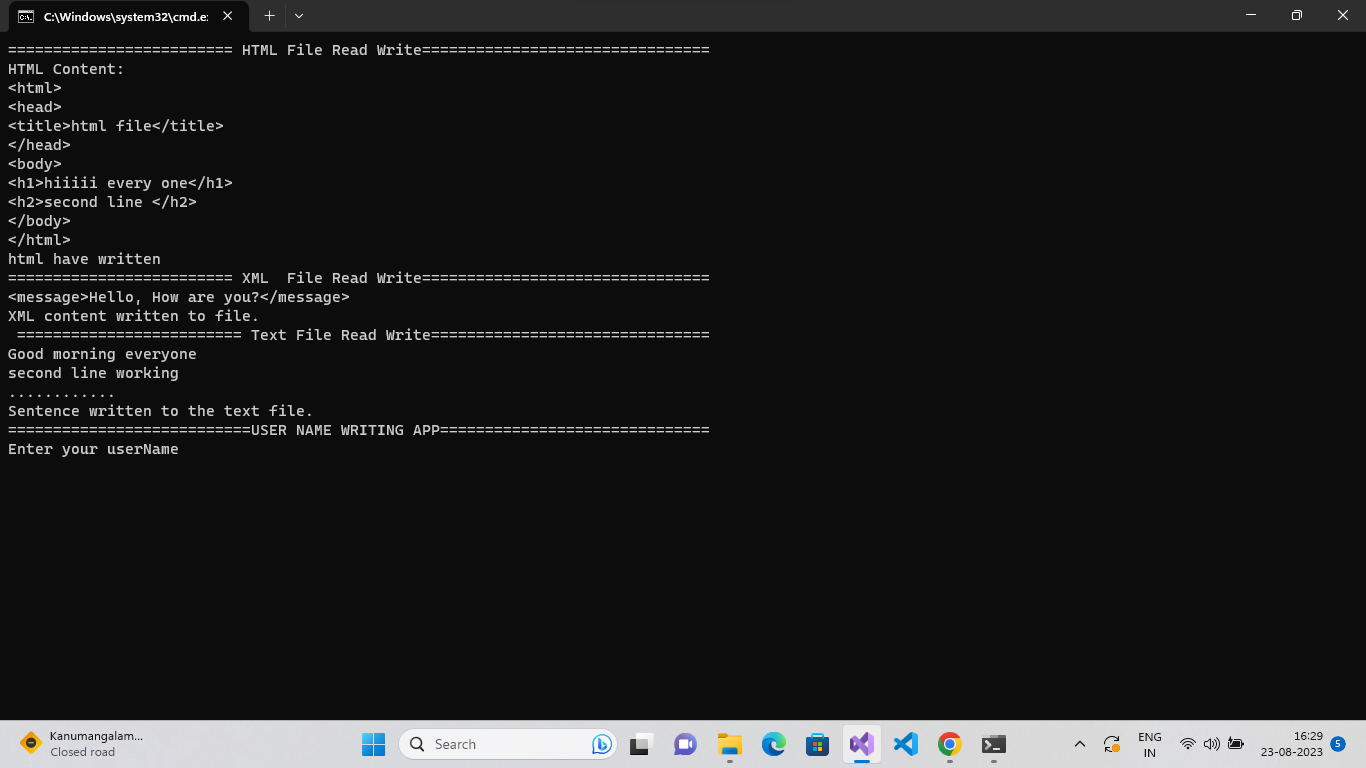 C:\Windows\system32\cmd.e:
========================= HTML File Read Write================================
HTML Content:
<html>
<head>
<title>html file</title>
</head>
<body>
<h1>hiiiii every one</h1>
<h2>second line </h2>
</body>
</html>
html have written
========================= XML  File Read Write================================
<message>Hello, How are you?</message>
XML content written to file.
 ========================= Text File Read Write===============================
Good morning everyone
second line working
............
Sentence written to the text file.
===========================USER NAME WRITING APP==============================
Enter your userName
Kanumangalam...
Closed road
Search
ENG
IN
16:29
23-08-2023
5